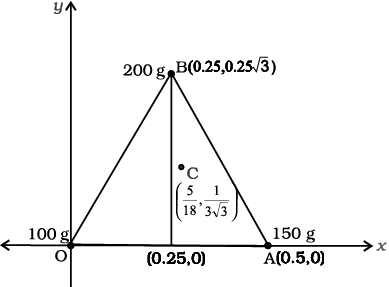 y
200 g B(0.25,0.25√3)
C
(5/18, 1/3√3)
100 g
150 g
x
O
(0.25,0)
A(0.5,0)